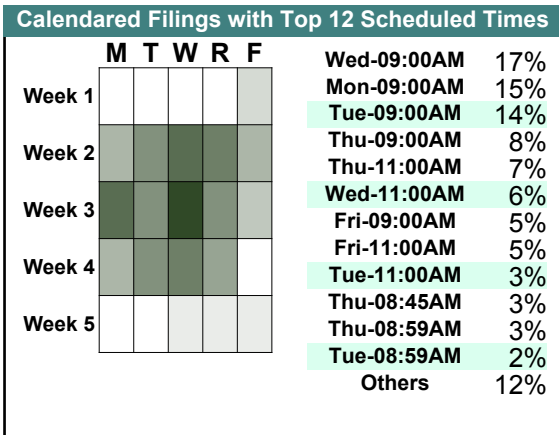 Calendared Filings with Top 12 Scheduled Times
M T W R F
Week 1
Week 2
Week 3
Week 4
Week 5
Wed-09:00AM 17%
Mon-09:00AM 15%
Tue-09:00AM 14%
Thu-09:00AM 8%
Thu-11:00AM 7%
Wed-11:00AM 6%
Fri-09:00AM 5%
Fri-11:00AM 5%
Tue-11:00AM 3%
Thu-08:45AM 3%
Thu-08:59AM 3%
Tue-08:59AM 2%
Others 12%